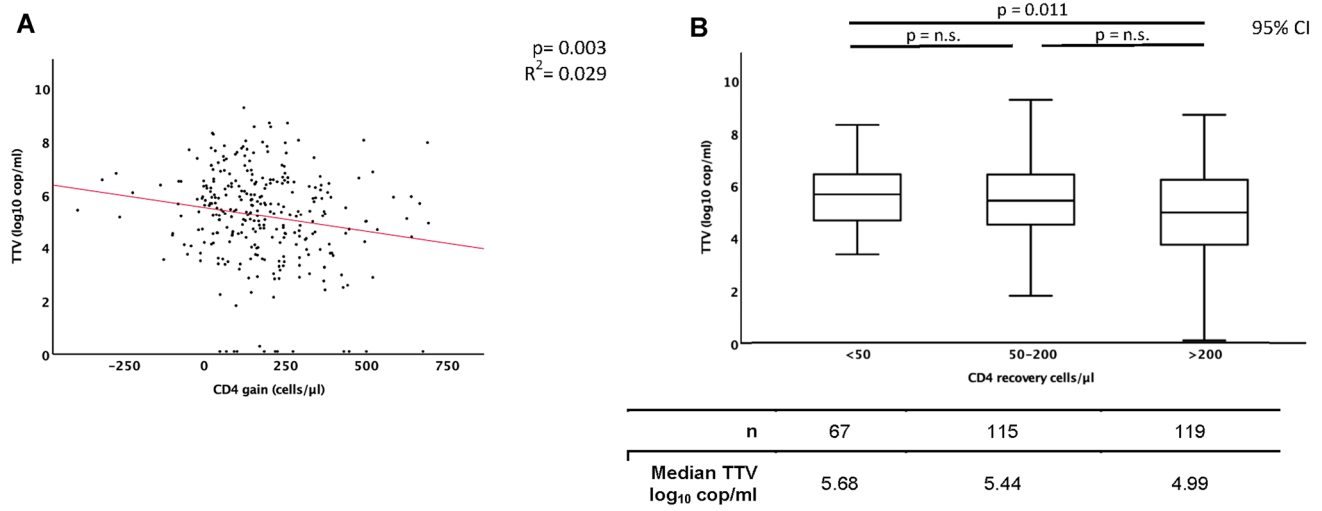 A
p= 0.003
R²= 0.029
TTV (log10 cop/ml)
10
8
6
4
2
0
−250 0 250 500 750
CD4 gain (cells/µl)
B
p = 0.011
95% CI
p = n.s. p = n.s.
TTV (log10 cop/ml)
10
8
6
4
2
0
<50 50−200 >200
CD4 recovery cells/µl
n 67 115 119
Median TTV
log₁₀ cop/ml 5.68 5.44 4.99